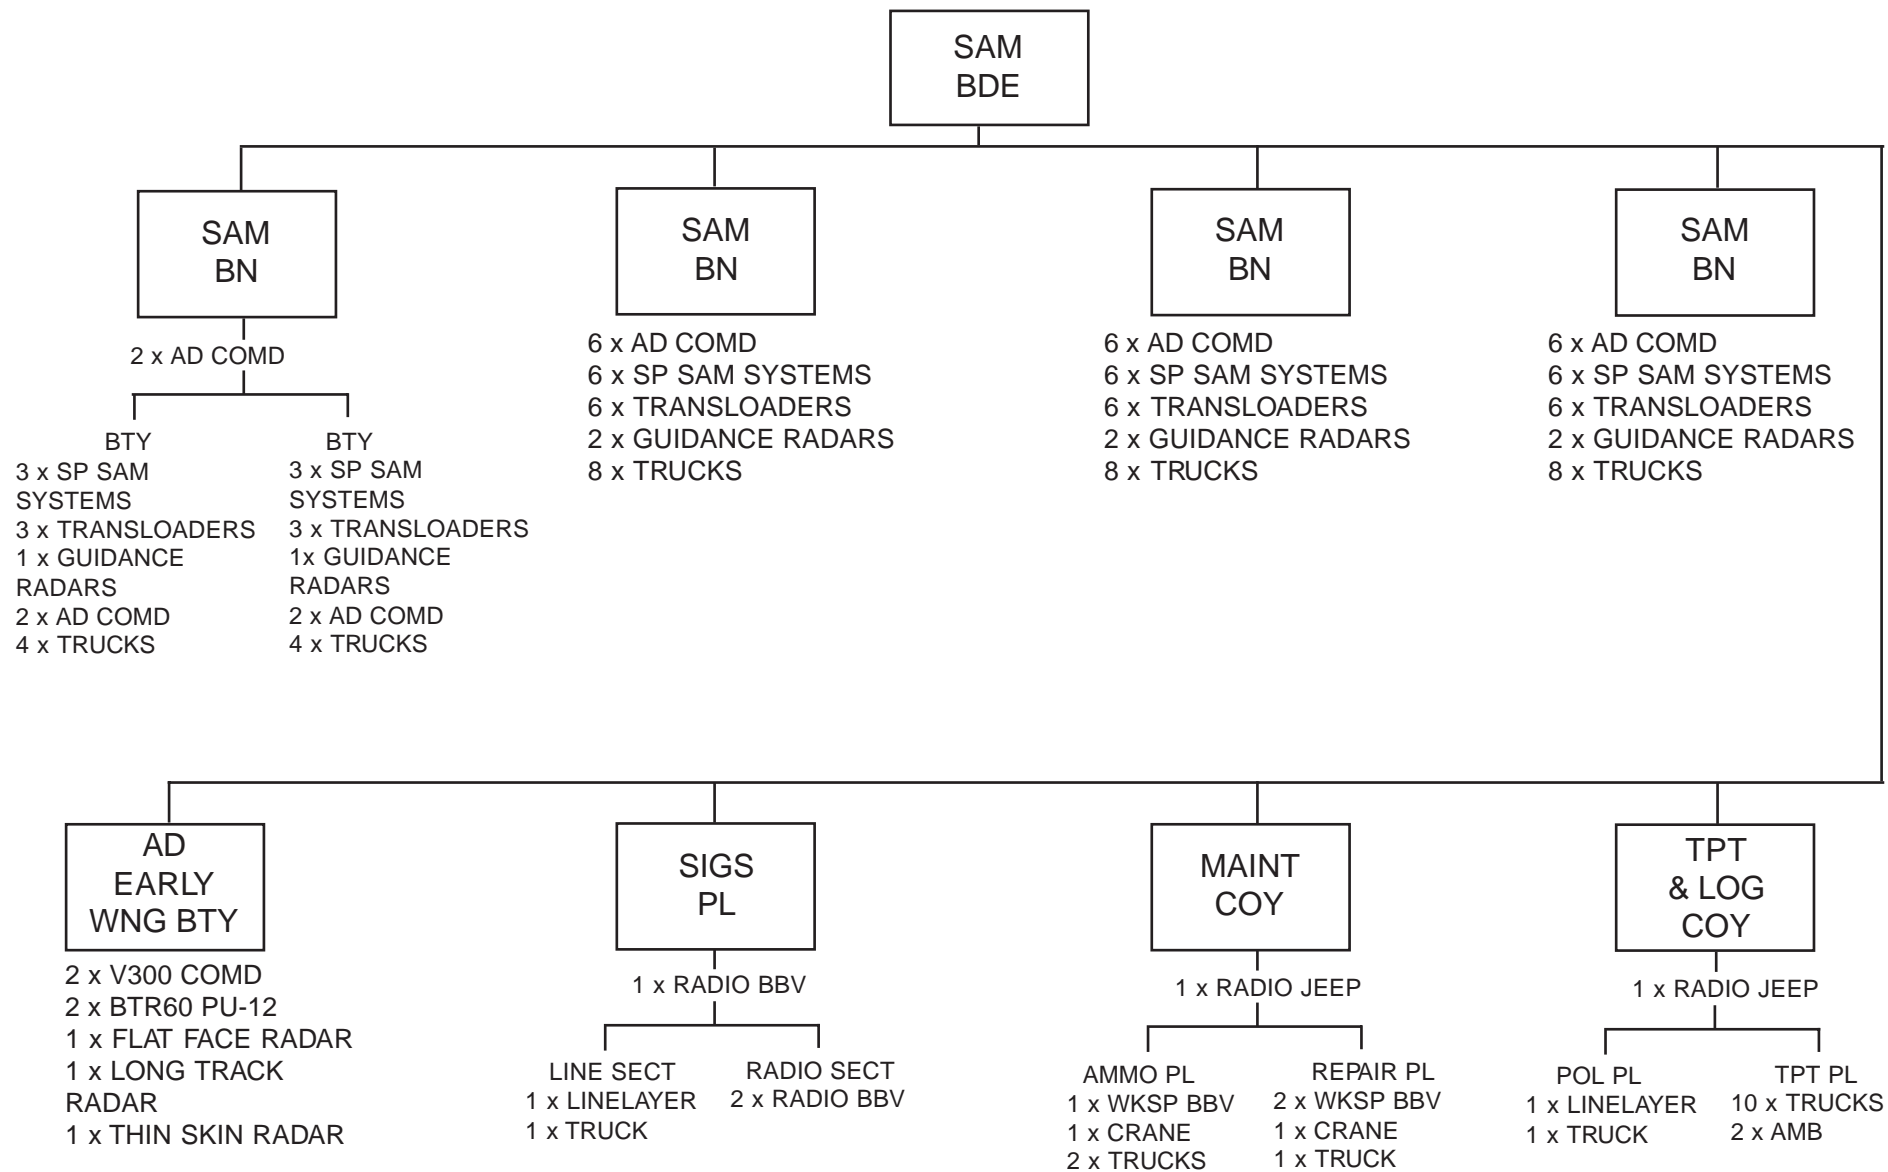 SAM
BDE
SAM
BN
2 x AD COMD
BTY
3 x SP SAM
SYSTEMS
3 x TRANSLOADERS
1 x GUIDANCE
RADARS
2 x AD COMD
4 x TRUCKS
BTY
3 x SP SAM
SYSTEMS
3 x TRANSLOADERS
1x GUIDANCE
RADARS
2 x AD COMD
4 x TRUCKS
SAM
BN
6 x AD COMD
6 x SP SAM SYSTEMS
6 x TRANSLOADERS
2 x GUIDANCE RADARS
8 x TRUCKS
SAM
BN
6 x AD COMD
6 x SP SAM SYSTEMS
6 x TRANSLOADERS
2 x GUIDANCE RADARS
8 x TRUCKS
SAM
BN
6 x AD COMD
6 x SP SAM SYSTEMS
6 x TRANSLOADERS
2 x GUIDANCE RADARS
8 x TRUCKS
AD
EARLY
WNG BTY
2 x V300 COMD
2 x BTR60 PU-12
1 x FLAT FACE RADAR
1 x LONG TRACK
RADAR
1 x THIN SKIN RADAR
SIGS
PL
1 x RADIO BBV
LINE SECT
1 x LINELAYER
1 x TRUCK
RADIO SECT
2 x RADIO BBV
MAINT
COY
1 x RADIO JEEP
AMMO PL
1 x WKSP BBV
1 x CRANE
2 x TRUCKS
REPAIR PL
2 x WKSP BBV
1 x CRANE
1 x TRUCK
TPT
& LOG
COY
1 x RADIO JEEP
POL PL
1 x LINELAYER
1 x TRUCK
TPT PL
10 x TRUCKS
2 x AMB